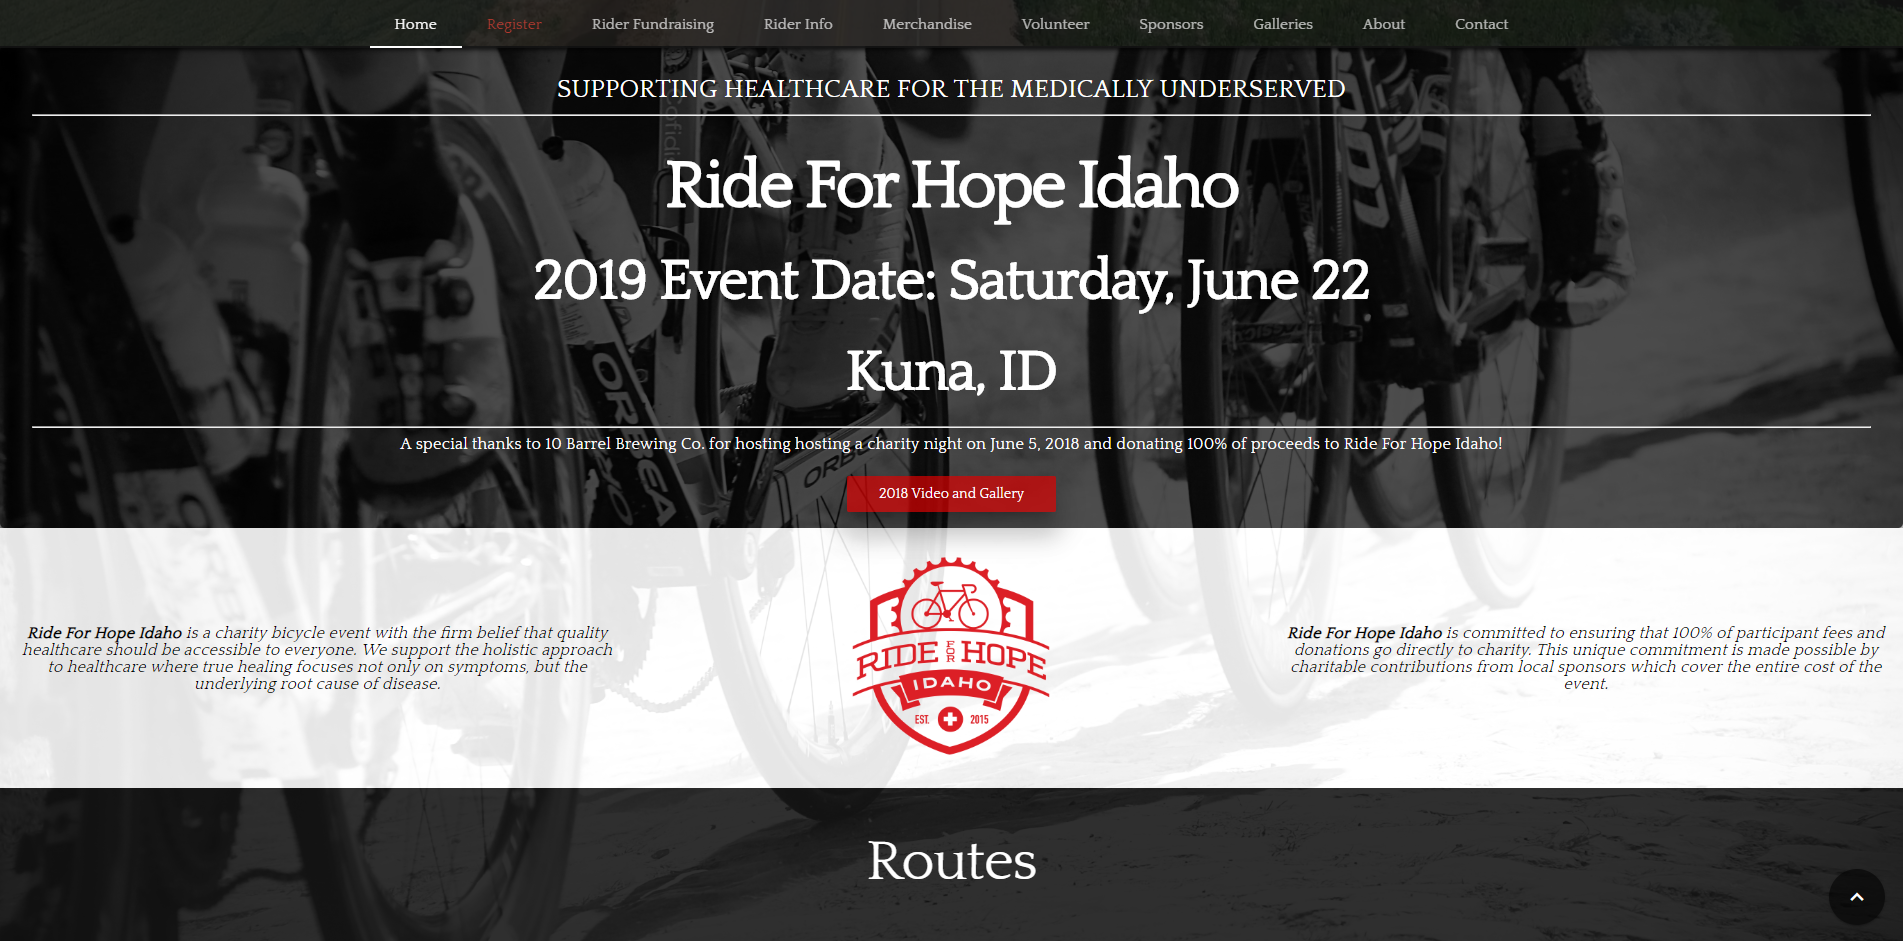 Home Register Rider Fundraising Rider Info Merchandise Volunteer Sponsors Galleries About Contact
SUPPORTING HEALTHCARE FOR THE MEDICALLY UNDERSERVED
Ride For Hope Idaho
2019 Event Date: Saturday, June 22
Kuna, ID
A special thanks to 10 Barrel Brewing Co. for hosting hosting a charity night on June 5, 2018 and donating 100% of proceeds to Ride For Hope Idaho!
2018 Video and Gallery
Ride For Hope Idaho is a charity bicycle event with the firm belief that quality
healthcare should be accessible to everyone. We support the holistic approach
to healthcare where true healing focuses not only on symptoms, but the
underlying root cause of disease.
RIDE FOR HOPE
IDAHO
EST. 2015
Ride For Hope Idaho is committed to ensuring that 100% of participant fees and
donations go directly to charity. This unique commitment is made possible by
charitable contributions from local sponsors which cover the entire cost of the
event.
Routes
ORBEA